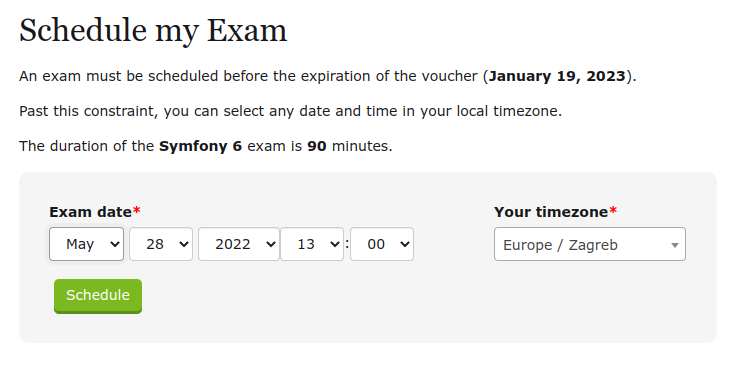 Schedule my Exam
An exam must be scheduled before the expiration of the voucher (January 19, 2023).
Past this constraint, you can select any date and time in your local timezone.
The duration of the Symfony 6 exam is 90 minutes.
Exam date* Your timezone*
May 28 2022 13 : 00 Europe / Zagreb
Schedule